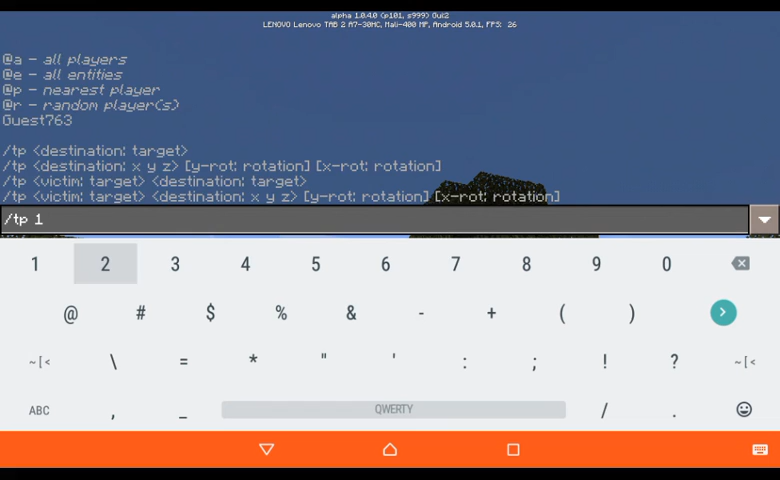 alpha 1.0.4.0 (p101, s999) Gui2
LENOVO Lenovo TAB 2 A7-30HC, Mali-400 MP, Android 5.0.1, FPS: 26
@a - all players
@e - all entities
@p - nearest player
@r - random player(s)
Guest763
/tp <destination: target>
/tp <destination: x y z> [y-rot: rotation] [x-rot: rotation]
/tp <victim: target> <destination: target>
/tp <victim: target> <destination: x y z> [y-rot: rotation] [x-rot: rotation]
/tp 1
1 2 3 4 5 6 7 8 9 0
@ # $ % & - + ( )
~[< \ = * " ' : ; ! ? ~[<
ABC , _ QWERTY / .